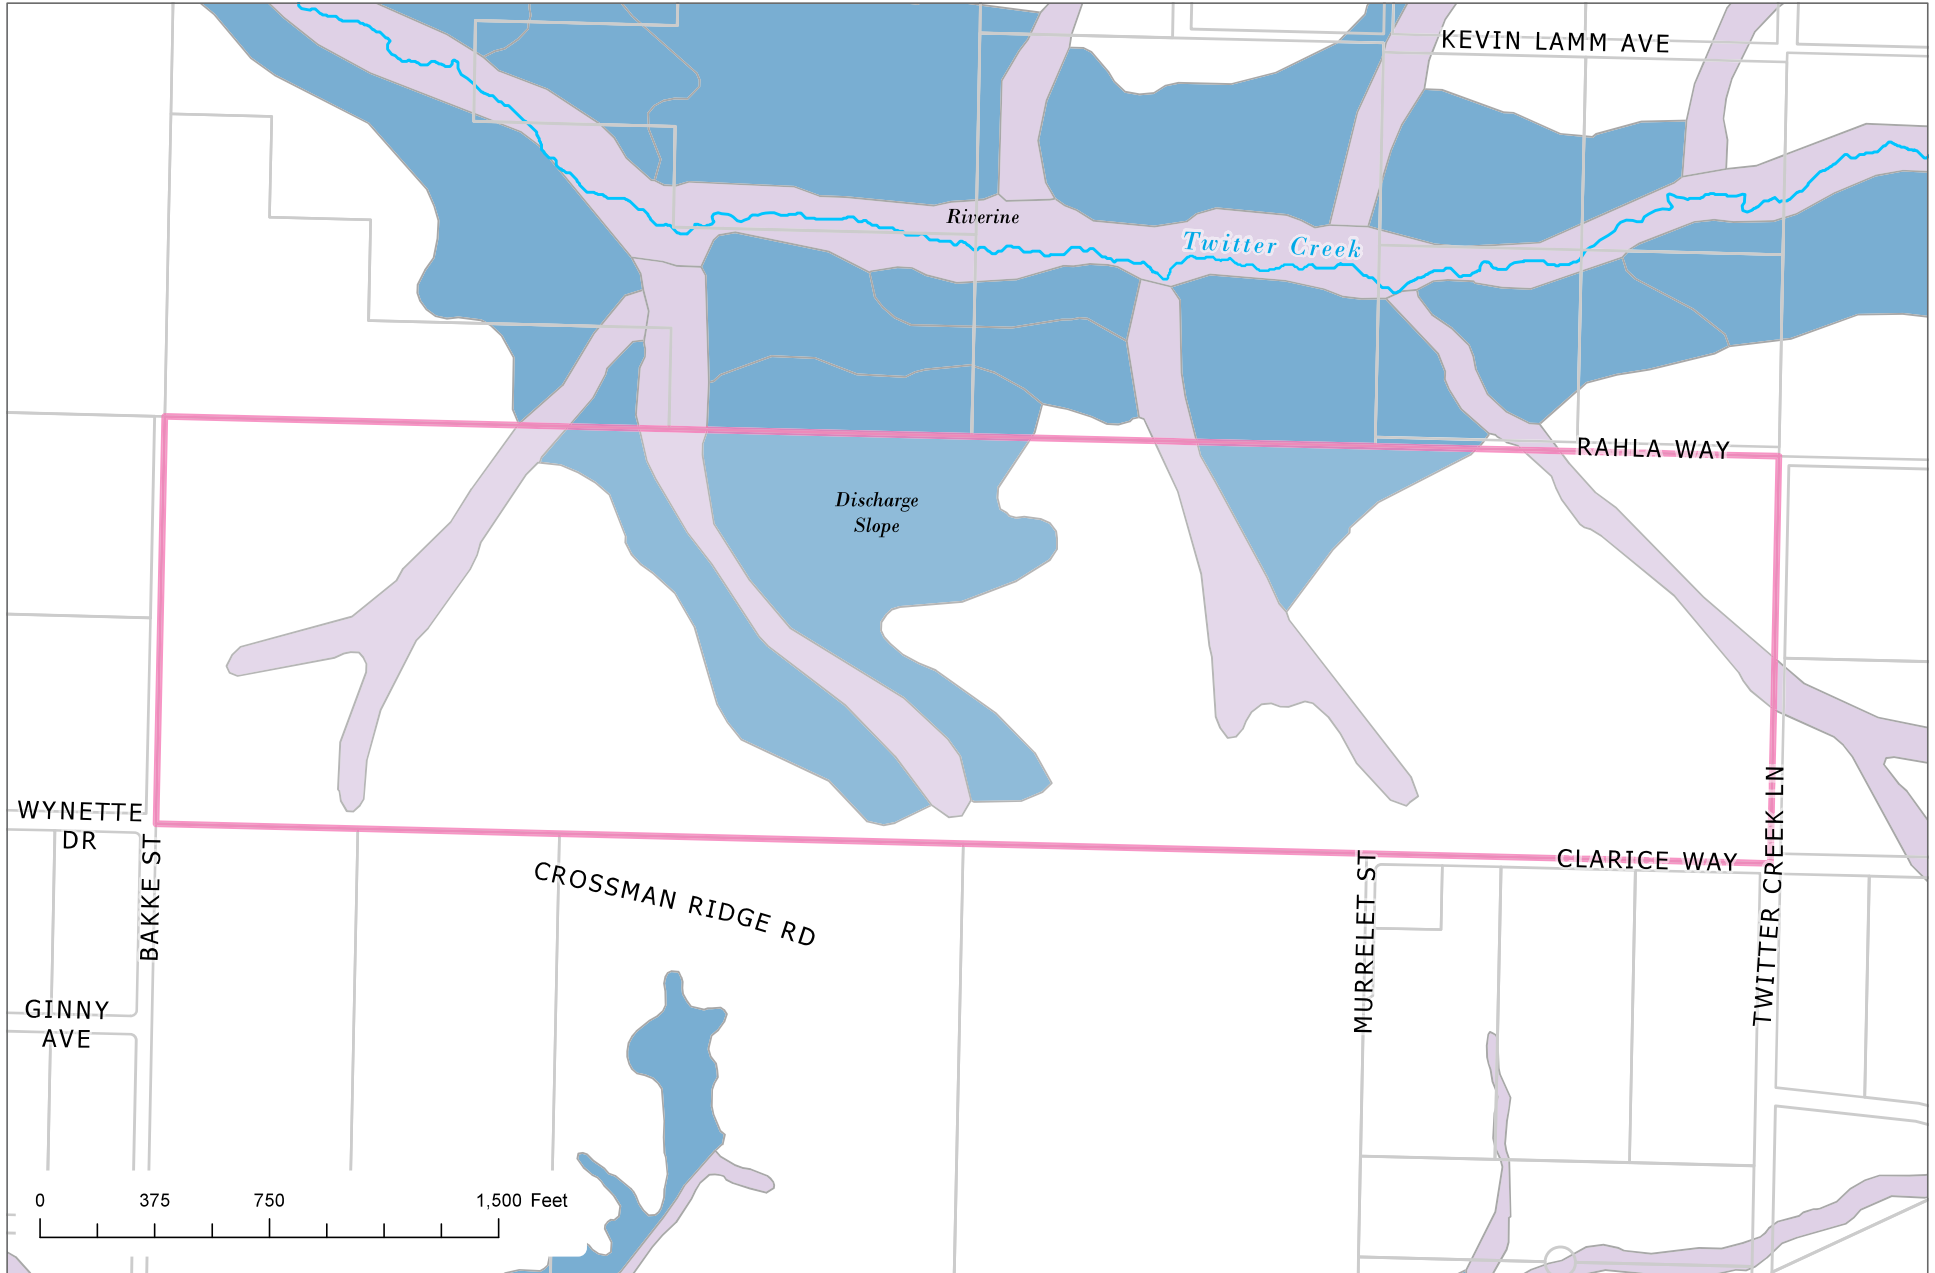 KEVIN LAMM AVE
Riverine
Twitter Creek
RAHLA WAY
Discharge
Slope
WYNETTE
DR
BAKKE ST
CROSSMAN RIDGE RD
MURRELET ST
CLARICE WAY
TWITTER CREEK LN
GINNY
AVE
0 375 750 1,500 Feet